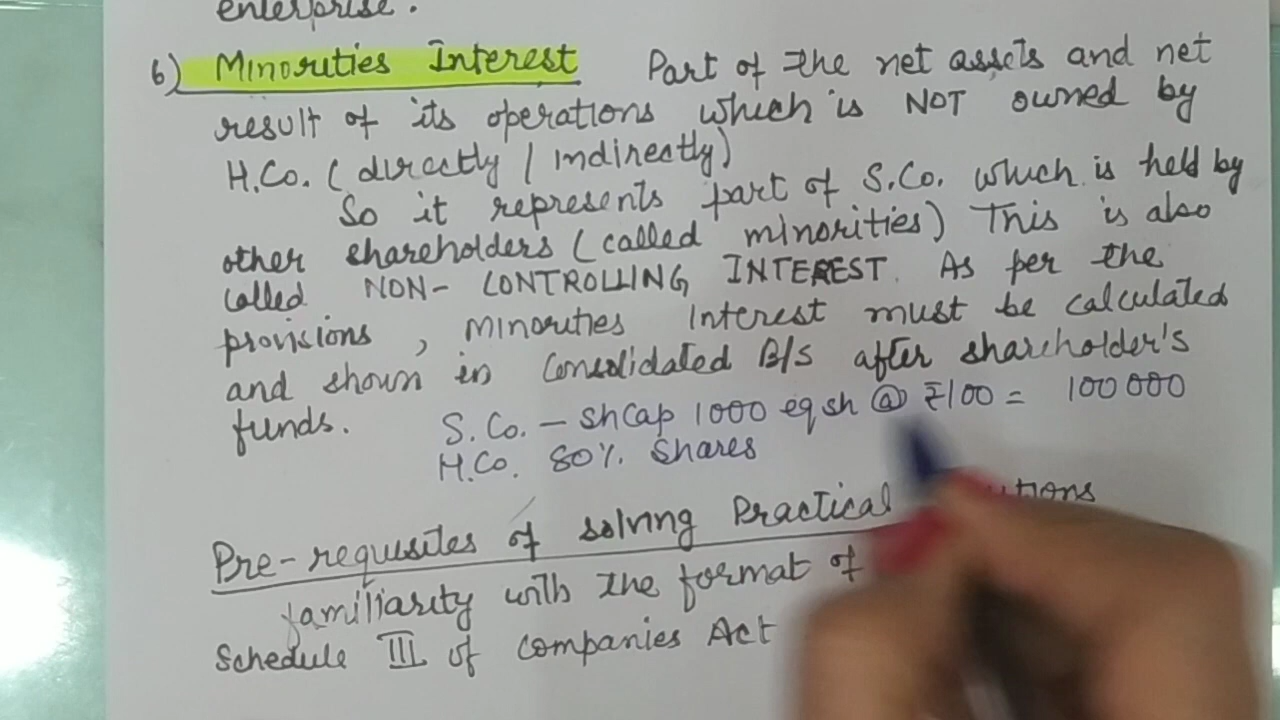 enterprise.
6) Minorities Interest Part of the net assets and net
result of its operations which is NOT owned by
H.Co. (directly / Indirectly)
So it represents part of S.Co. which is held by
other shareholders (called minorities) This is also
called NON-CONTROLLING INTEREST. As per the
provisions, Minorities Interest must be calculated
and shown in Consolidated B/S after shareholder's
funds.
S.Co. – sh Cap 1000 eq sh @ ₹100 = 100000
H.Co. 80% shares
Pre-requisites of solving Practical
familiarity with the format of
Schedule III of Companies Act